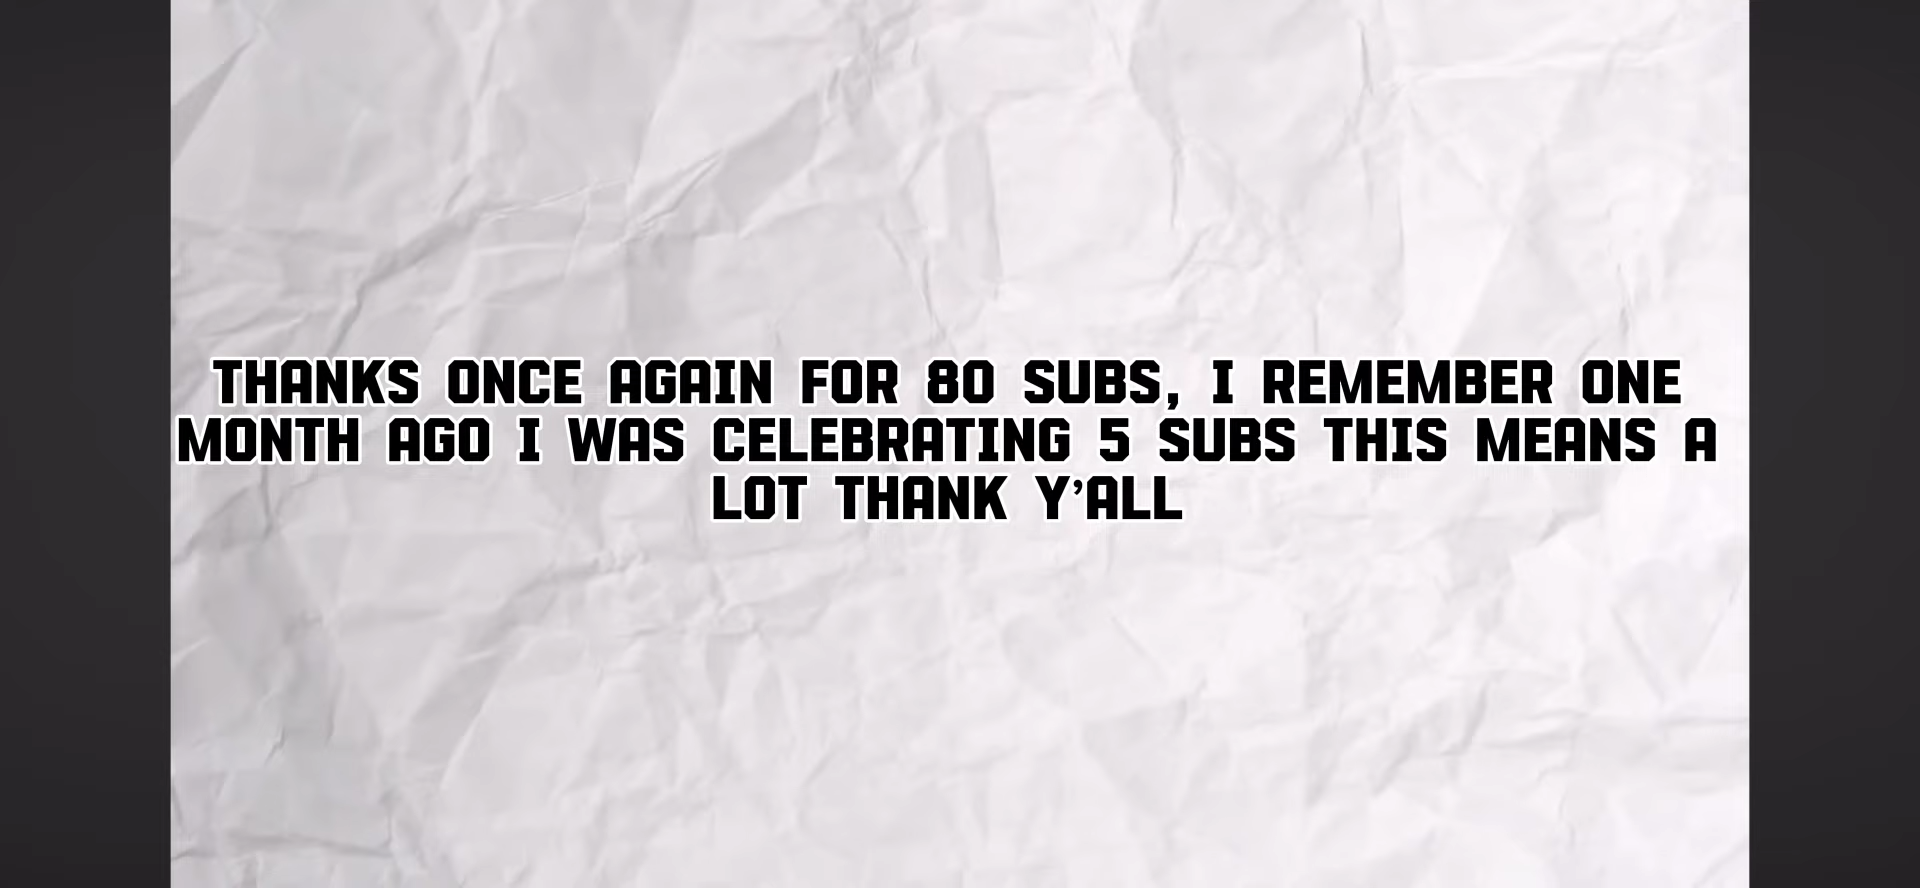 THANKS ONCE AGAIN FOR 80 SUBS, I REMEMBER ONE
MONTH AGO I WAS CELEBRATING 5 SUBS THIS MEANS A
LOT THANK Y’ALL